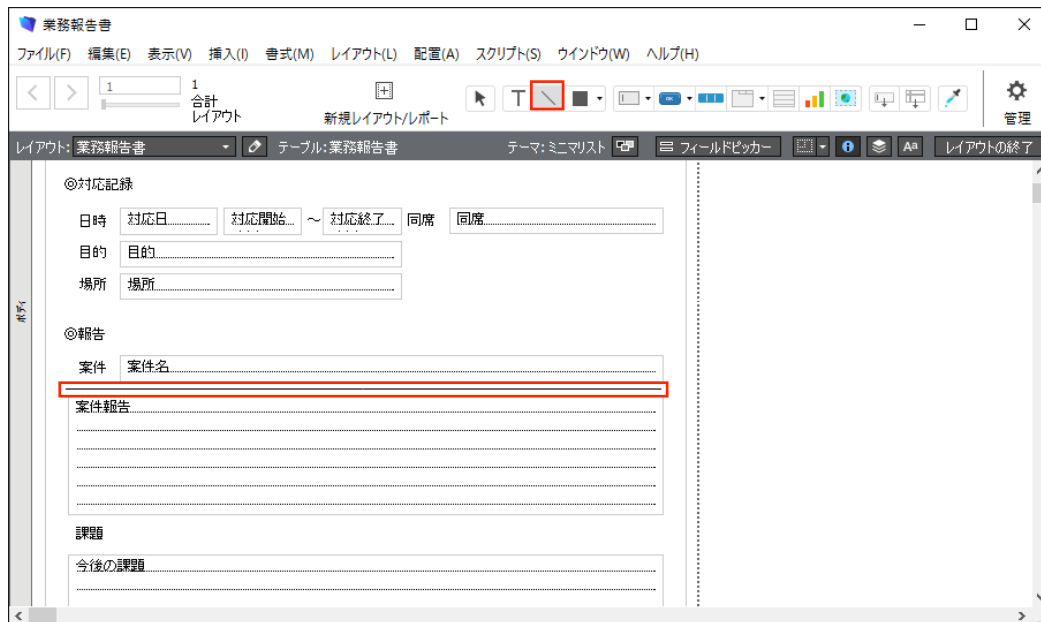 業務報告書
ファイル(F) 編集(E) 表示(V) 挿入(I) 書式(M) レイアウト(L) 配置(A) スクリプト(S) ウインドウ(W) ヘルプ(H)
1
1
合計
レイアウト
新規レイアウト/レポート
T
管理
レイアウト: 業務報告書 テーブル:業務報告書 テーマ:ミニマリスト フィールドピッカー Aa レイアウトの終了
ボディ
◎対応記録
日時 対応日 対応開始 ～ 対応終了 同席 同席
目的 目的
場所 場所
◎報告
案件 案件名
案件報告
課題
今後の課題